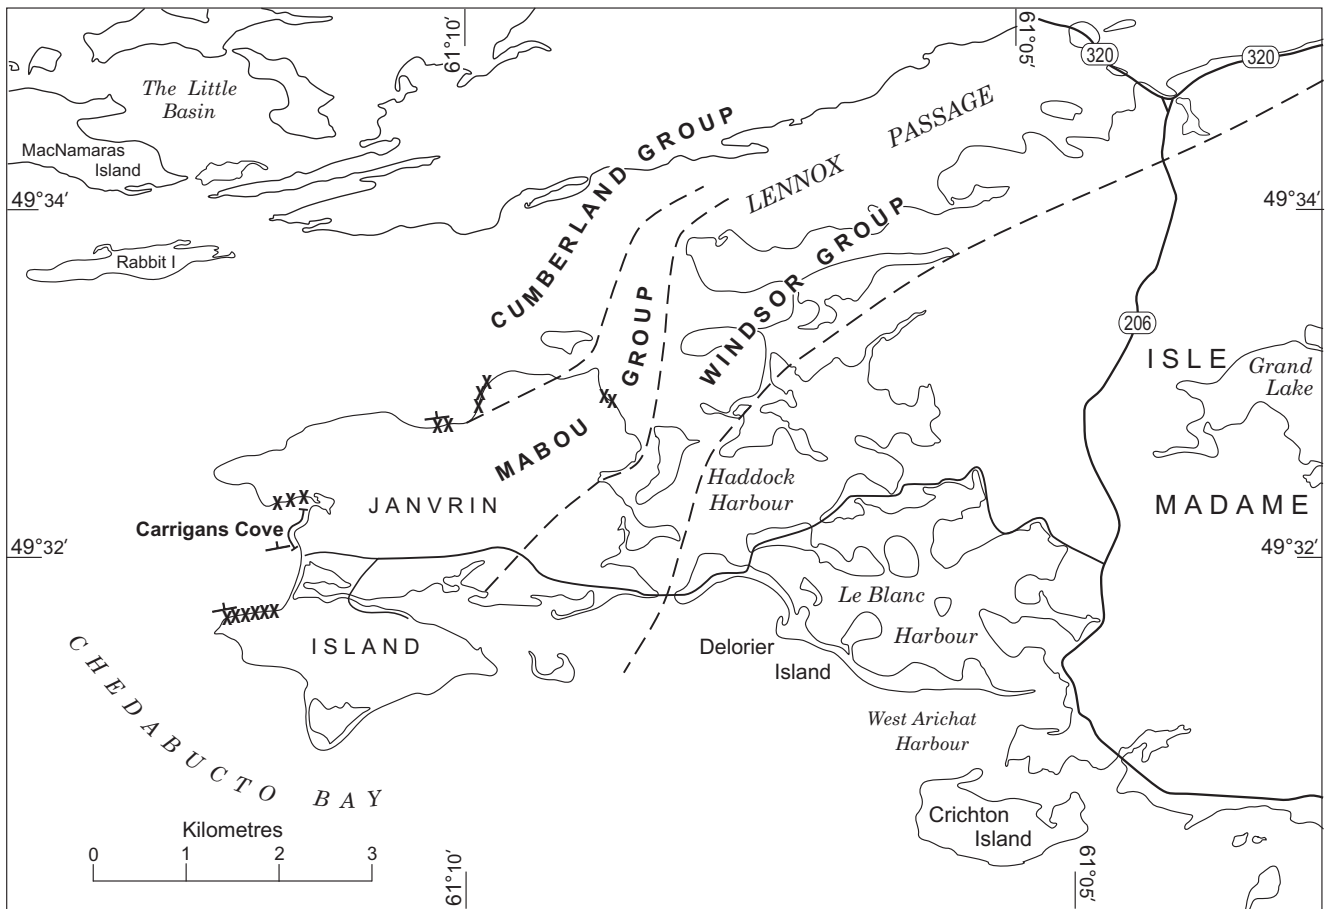 61°10′
61°05′
320
320
The Little
Basin
MacNamaras
Island
CUMBERLAND GROUP
LENNOX PASSAGE
49°34′
49°34′
Rabbit I
WINDSOR GROUP
MABOU GROUP
206
ISLE
MADAME
Grand
Lake
JANVRIN
ISLAND
Haddock
Harbour
Carrigans Cove
49°32′
49°32′
Le Blanc
Harbour
Delorier
Island
CHEDABUCTO BAY
West Arichat
Harbour
Crichton
Island
Kilometres
0 1 2 3
61°10′
61°05′
X X X
X X
X X
X X X
X X X X X X